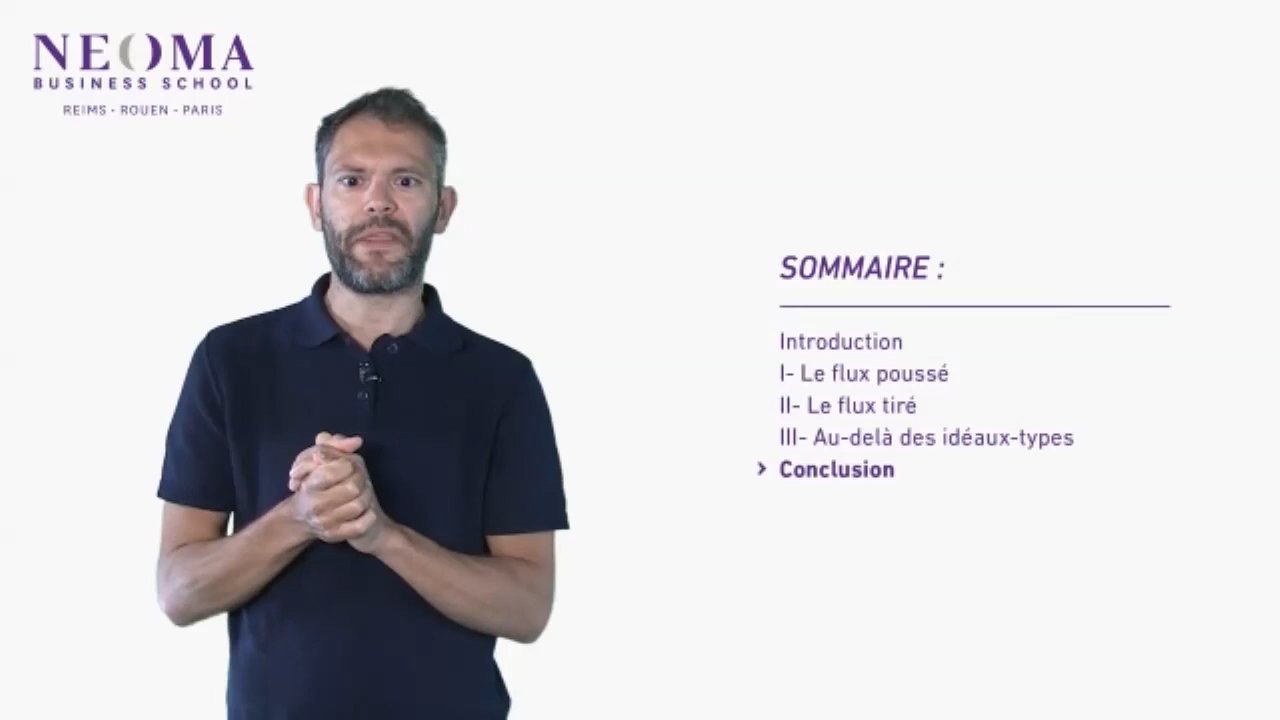 NEOMA
BUSINESS SCHOOL
REIMS - ROUEN - PARIS
SOMMAIRE :
Introduction
I- Le flux poussé
II- Le flux tiré
III- Au-delà des idéaux-types
› Conclusion